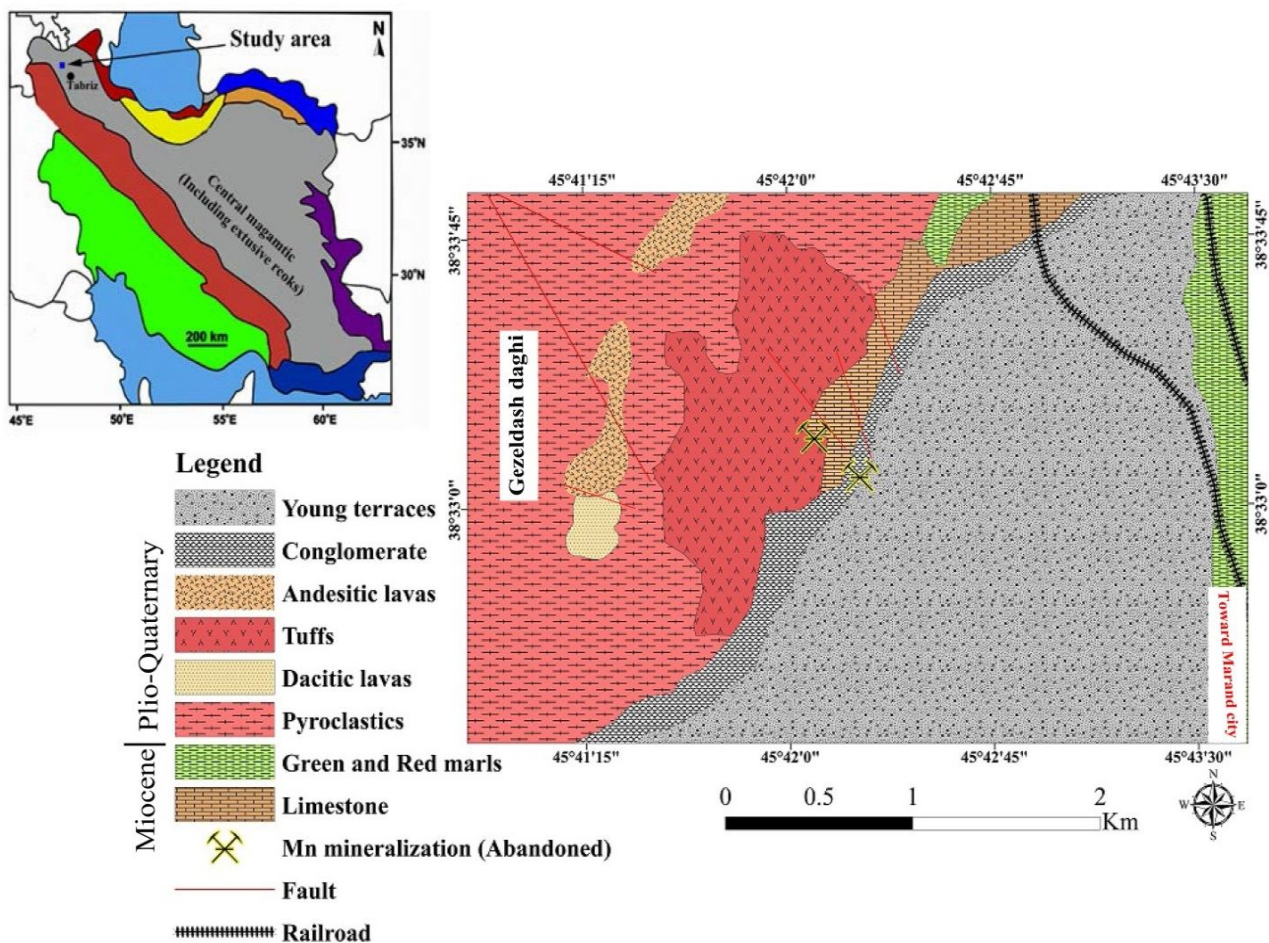 N
Study area
Tabriz
35°N
Central magamtic
(Including extusive rcoks)
30°N
200 km
45°E
50°E
55°E
60°E
45°41'15"
45°42'0"
45°42'45"
45°43'30"
38°33'45"
38°33'45"
Gezeldash daghi
38°33'0"
38°33'0"
Toward Marand city
45°41'15"
45°42'0"
45°42'45"
45°43'30"
Legend
Plio-Quaternary
Young terraces
Conglomerate
Andesitic lavas
Tuffs
Dacitic lavas
Pyroclastics
Miocene
Green and Red marls
Limestone
Mn mineralization (Abandoned)
Fault
Railroad
0 0.5 1 2
Km
N
W E
S